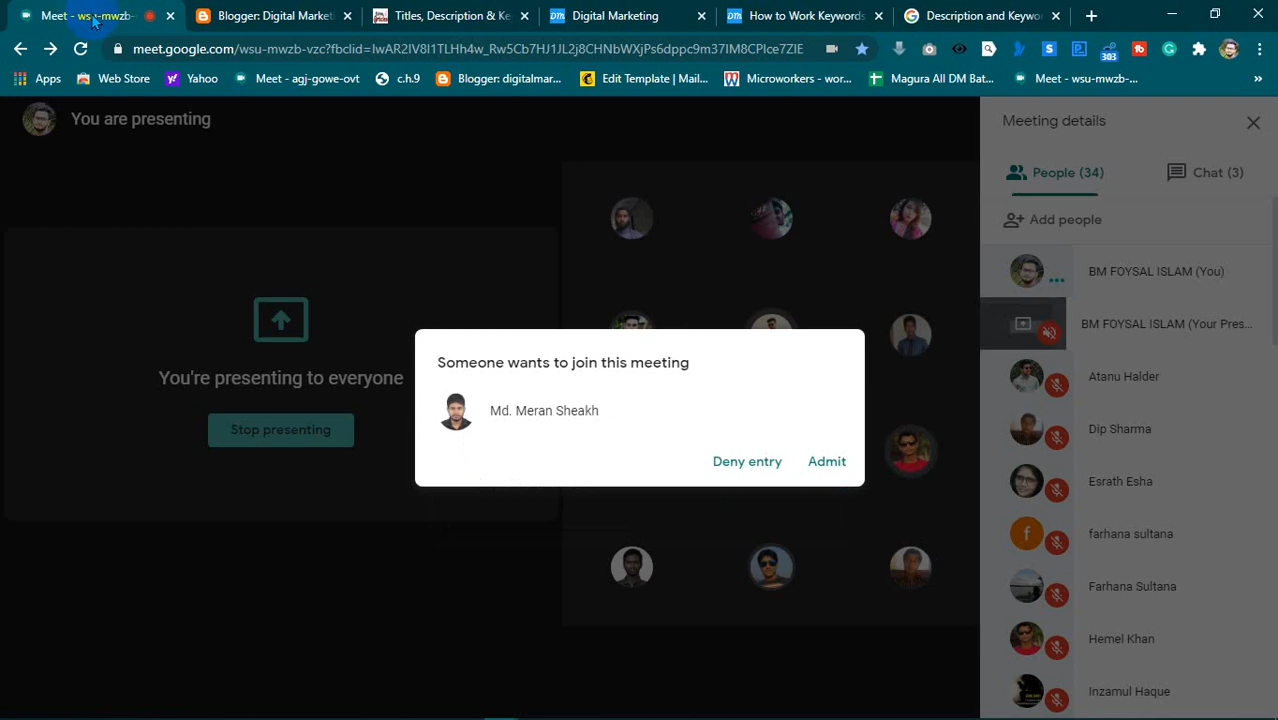 Meet - wsu-mwzb-
Blogger: Digital Market
Titles, Description & Ke
Digital Marketing
How to Work Keywords
Description and Keywo
meet.google.com/wsu-mwzb-vzc?fbclid=IwAR2lV8l1TLHh4w_Rw5Cb7HJ1JL2j8CHNbWXjPs6dppc9m37IM8CPlce7ZIE
303
Apps
Web Store
Yahoo
Meet - agj-gowe-ovt
c.h.9
Blogger: digitalmar...
Edit Template | Mail...
Microworkers - wor...
Magura All DM Bat...
Meet - wsu-mwzb-...
»
You are presenting
Meeting details
People (34)
Chat (3)
Add people
You're presenting to everyone
Stop presenting
Someone wants to join this meeting
Md. Meran Sheakh
Deny entry
Admit
BM FOYSAL ISLAM (You)
BM FOYSAL ISLAM (Your Pres...
Atanu Halder
Dip Sharma
Esrath Esha
f
farhana sultana
Farhana Sultana
Hemel Khan
Inzamul Haque